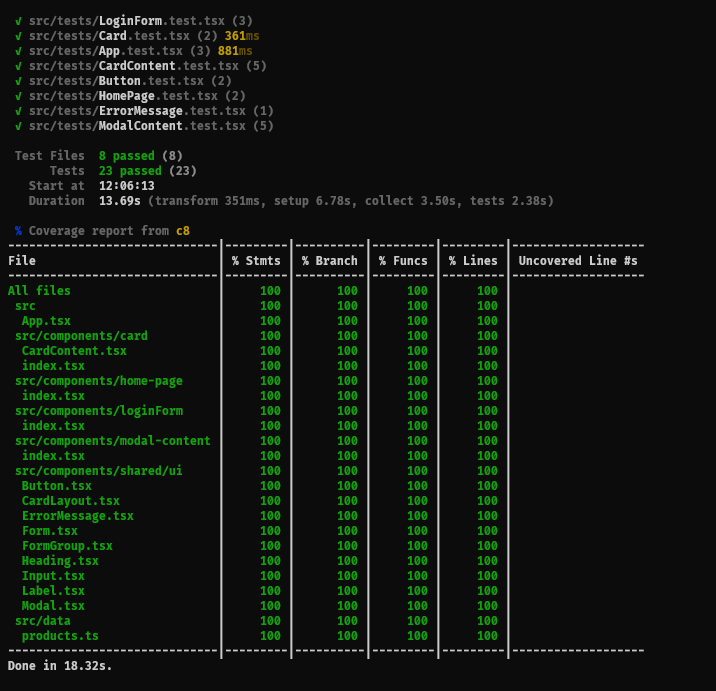 √ src/tests/LoginForm.test.tsx (3)
√ src/tests/Card.test.tsx (2) 361ms
√ src/tests/App.test.tsx (3) 881ms
√ src/tests/CardContent.test.tsx (5)
√ src/tests/Button.test.tsx (2)
√ src/tests/HomePage.test.tsx (2)
√ src/tests/ErrorMessage.test.tsx (1)
√ src/tests/ModalContent.test.tsx (5)
Test Files 8 passed (8)
Tests 23 passed (23)
Start at 12:06:13
Duration 13.69s (transform 351ms, setup 6.78s, collect 3.50s, tests 2.38s)
% Coverage report from c8
File | % Stmts | % Branch | % Funcs | % Lines | Uncovered Line #s
All files | 100 | 100 | 100 | 100 |
src | 100 | 100 | 100 | 100 |
App.tsx | 100 | 100 | 100 | 100 |
src/components/card | 100 | 100 | 100 | 100 |
CardContent.tsx | 100 | 100 | 100 | 100 |
index.tsx | 100 | 100 | 100 | 100 |
src/components/home-page | 100 | 100 | 100 | 100 |
index.tsx | 100 | 100 | 100 | 100 |
src/components/loginForm | 100 | 100 | 100 | 100 |
index.tsx | 100 | 100 | 100 | 100 |
src/components/modal-content | 100 | 100 | 100 | 100 |
index.tsx | 100 | 100 | 100 | 100 |
src/components/shared/ui | 100 | 100 | 100 | 100 |
Button.tsx | 100 | 100 | 100 | 100 |
CardLayout.tsx | 100 | 100 | 100 | 100 |
ErrorMessage.tsx | 100 | 100 | 100 | 100 |
Form.tsx | 100 | 100 | 100 | 100 |
FormGroup.tsx | 100 | 100 | 100 | 100 |
Heading.tsx | 100 | 100 | 100 | 100 |
Input.tsx | 100 | 100 | 100 | 100 |
Label.tsx | 100 | 100 | 100 | 100 |
Modal.tsx | 100 | 100 | 100 | 100 |
src/data | 100 | 100 | 100 | 100 |
products.ts | 100 | 100 | 100 | 100 |
Done in 18.32s.